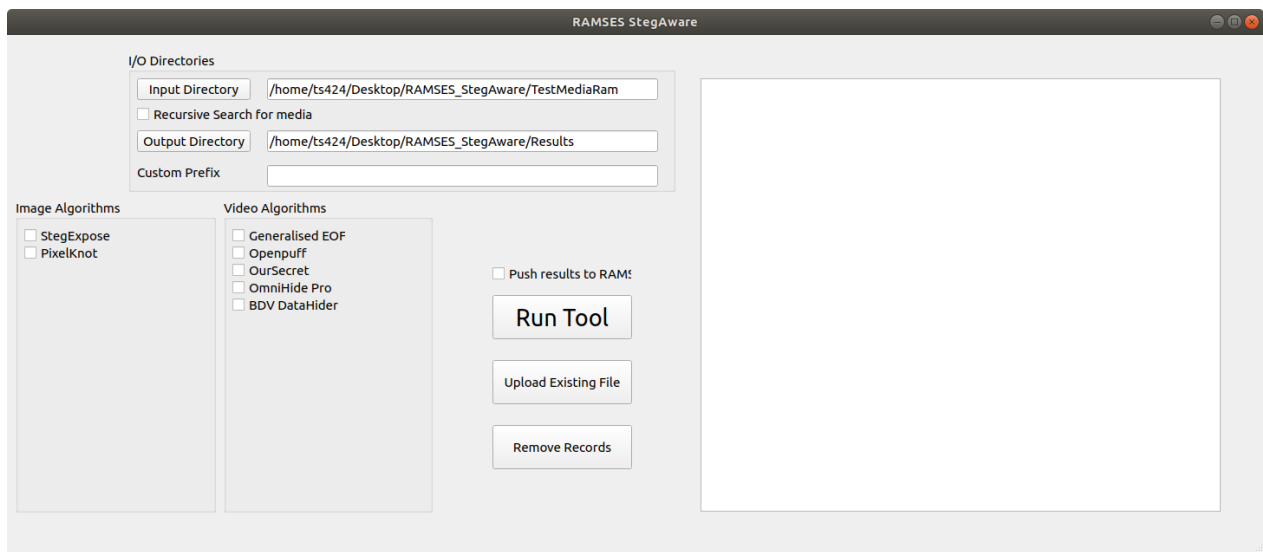 RAMSES StegAware
I/O Directories
Input Directory /home/ts424/Desktop/RAMSES_StegAware/TestMediaRam
Recursive Search for media
Output Directory /home/ts424/Desktop/RAMSES_StegAware/Results
Custom Prefix
Image Algorithms
StegExpose
PixelKnot
Video Algorithms
Generalised EOF
Openpuff
OurSecret
OmniHide Pro
BDV DataHider
Push results to RAMS
Run Tool
Upload Existing File
Remove Records